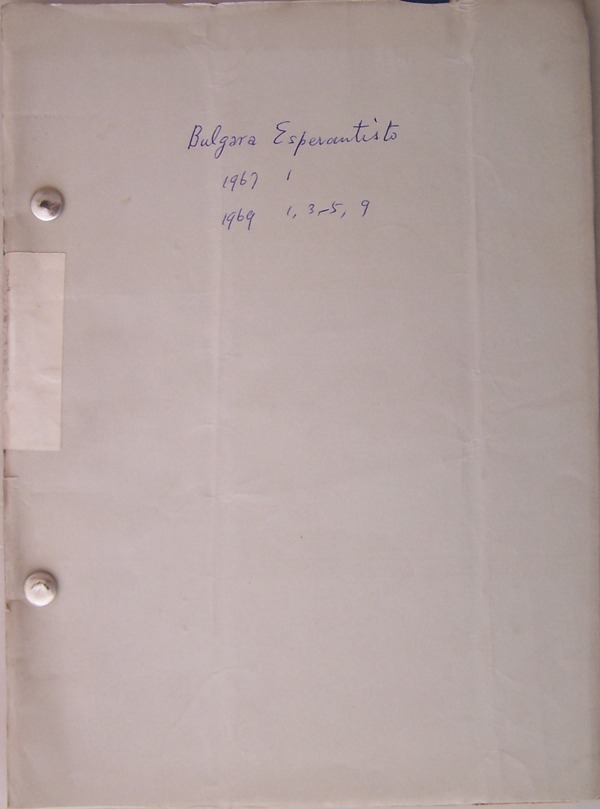 Bulgara Esperantisto
1967 1
1969 1, 3-5, 9